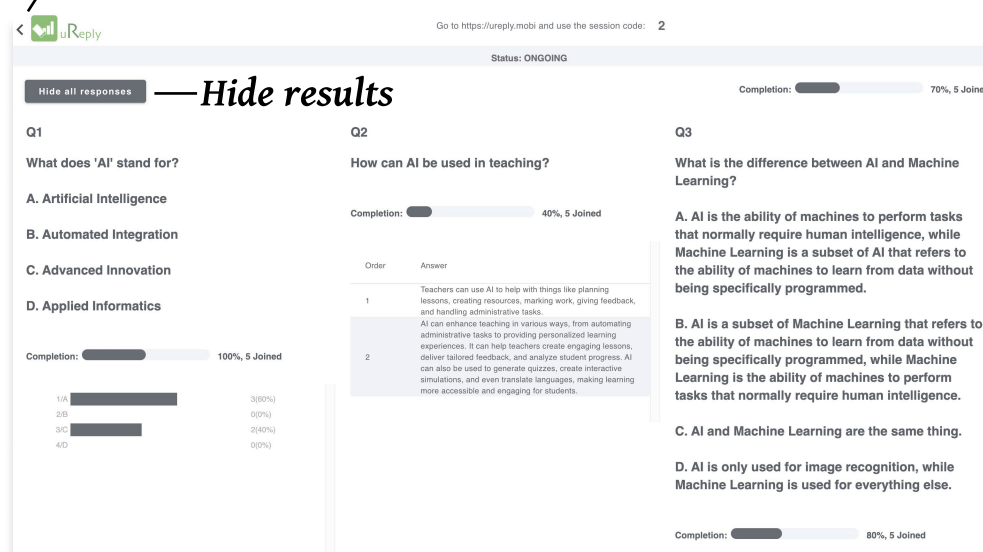 uReply
Go to https://ureply.mobi and use the session code: 2
Status: ONGOING
Hide all responses
Hide results
Completion: 70%, 5 Joine
Q1
What does 'AI' stand for?
A. Artificial Intelligence
B. Automated Integration
C. Advanced Innovation
D. Applied Informatics
Completion: 100%, 5 Joined
1/A 3(60%)
2/B 0(0%)
3/C 2(40%)
4/D 0(0%)
Q2
How can AI be used in teaching?
Completion: 40%, 5 Joined
Order Answer
1
Teachers can use AI to help with things like planning
lessons, creating resources, marking work, giving feedback,
and handling administrative tasks.
2
AI can enhance teaching in various ways, from automating
administrative tasks to providing personalized learning
experiences. It can help teachers create engaging lessons,
deliver tailored feedback, and analyze student progress. AI
can also be used to generate quizzes, create interactive
simulations, and even translate languages, making learning
more accessible and engaging for students.
Q3
What is the difference between AI and Machine
Learning?
A. AI is the ability of machines to perform tasks
that normally require human intelligence, while
Machine Learning is a subset of AI that refers to
the ability of machines to learn from data without
being specifically programmed.
B. AI is a subset of Machine Learning that refers to
the ability of machines to learn from data without
being specifically programmed, while Machine
Learning is the ability of machines to perform
tasks that normally require human intelligence.
C. AI and Machine Learning are the same thing.
D. AI is only used for image recognition, while
Machine Learning is used for everything else.
Completion: 80%, 5 Joined